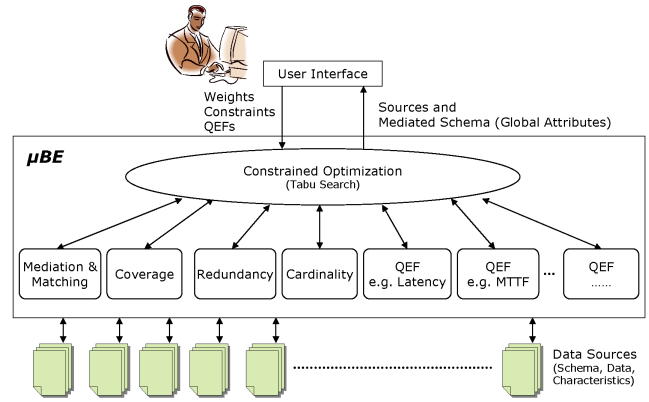 User Interface
Weights
Constraints
QEFs
Sources and
Mediated Schema (Global Attributes)
µBE
Constrained Optimization
(Tabu Search)
Mediation &
Matching
Coverage
Redundancy
Cardinality
QEF
e.g. Latency
QEF
e.g. MTTF
...
QEF
......
Data Sources
(Schema, Data,
Characteristics)